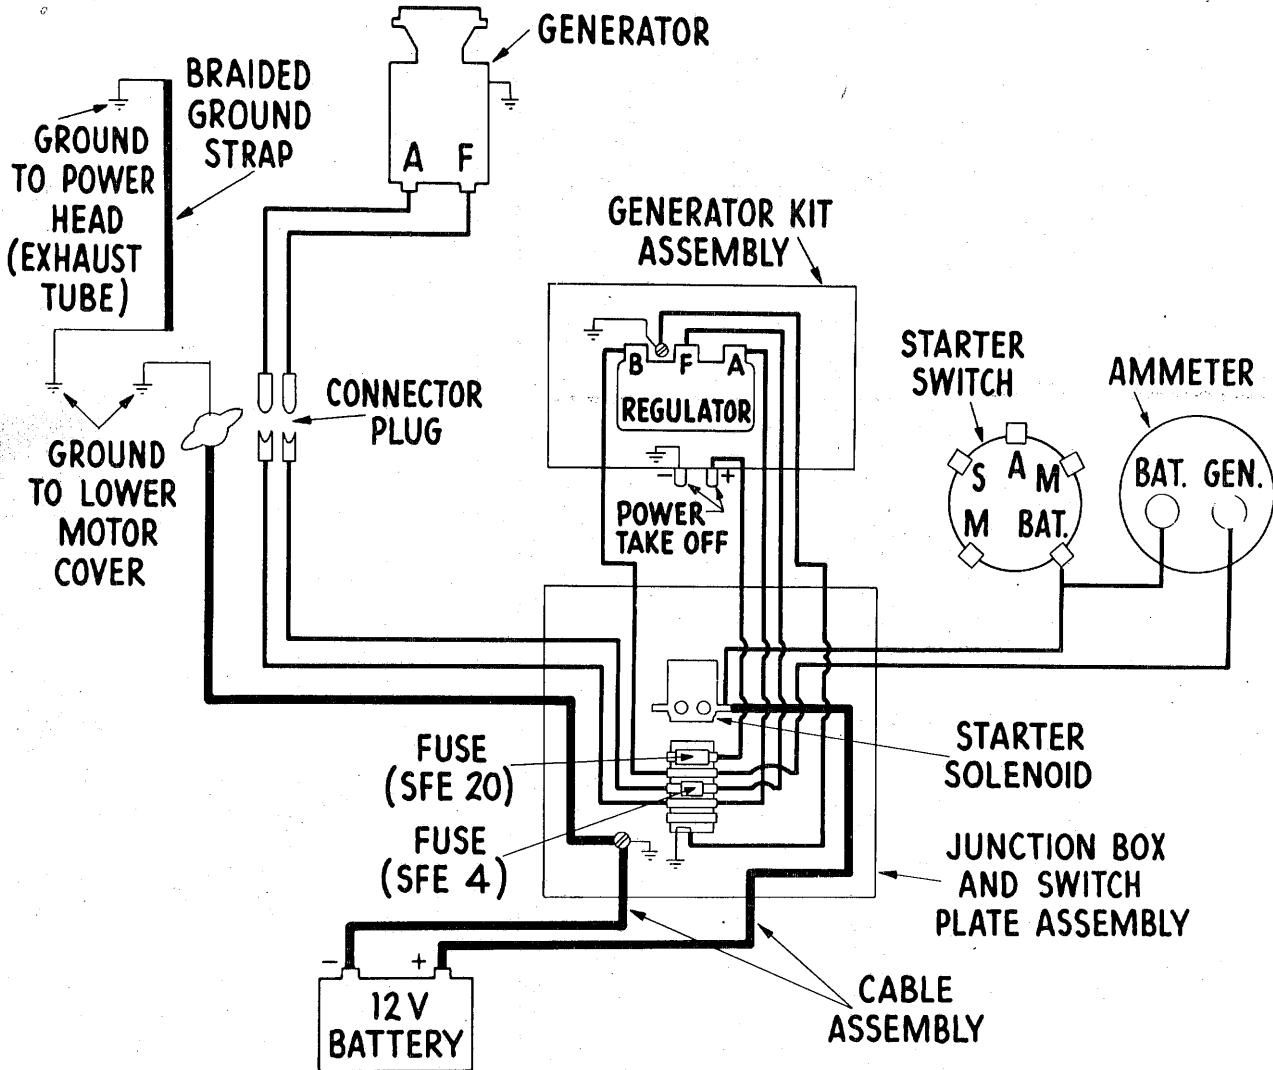 GENERATOR
BRAIDED
GROUND
STRAP
GROUND
TO POWER
HEAD
(EXHAUST
TUBE)
A F
GENERATOR KIT
ASSEMBLY
B F A
REGULATOR
- +
POWER
TAKE OFF
STARTER
SWITCH
S A M
M BAT.
AMMETER
BAT. GEN.
CONNECTOR
PLUG
GROUND
TO LOWER
MOTOR
COVER
FUSE
(SFE 20)
FUSE
(SFE 4)
STARTER
SOLENOID
JUNCTION BOX
AND SWITCH
PLATE ASSEMBLY
CABLE
ASSEMBLY
- +
12 V
BATTERY